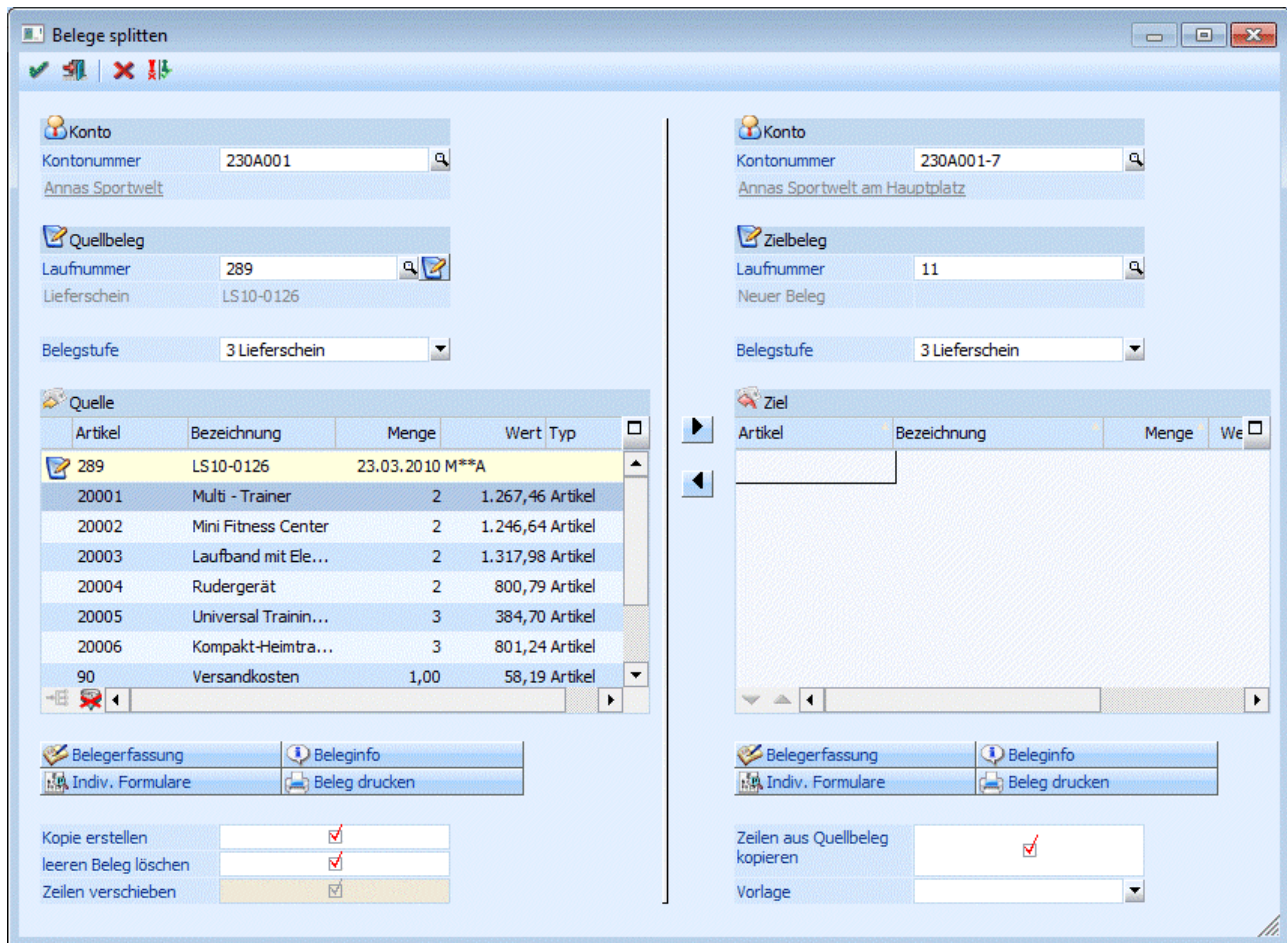 Belege splitten
Konto
Kontonummer 230A001
Annas Sportwelt
Quellbeleg
Laufnummer 289
Lieferschein LS10-0126
Belegstufe 3 Lieferschein
Quelle
Artikel Bezeichnung Menge Wert Typ
289 LS10-0126 23.03.2010 M**A
20001 Multi - Trainer 2 1.267,46 Artikel
20002 Mini Fitness Center 2 1.246,64 Artikel
20003 Laufband mit Ele... 2 1.317,98 Artikel
20004 Rudergerät 2 800,79 Artikel
20005 Universal Trainin... 3 384,70 Artikel
20006 Kompakt-Heimtra... 3 801,24 Artikel
90 Versandkosten 1,00 58,19 Artikel
Belegerfassung Beleginfo
Indiv. Formulare Beleg drucken
Kopie erstellen
leeren Beleg löschen
Zeilen verschieben
Konto
Kontonummer 230A001-7
Annas Sportwelt am Hauptplatz
Zielbeleg
Laufnummer 11
Neuer Beleg
Belegstufe 3 Lieferschein
Ziel
Artikel Bezeichnung Menge We
Belegerfassung Beleginfo
Indiv. Formulare Beleg drucken
Zeilen aus Quellbeleg
kopieren
Vorlage